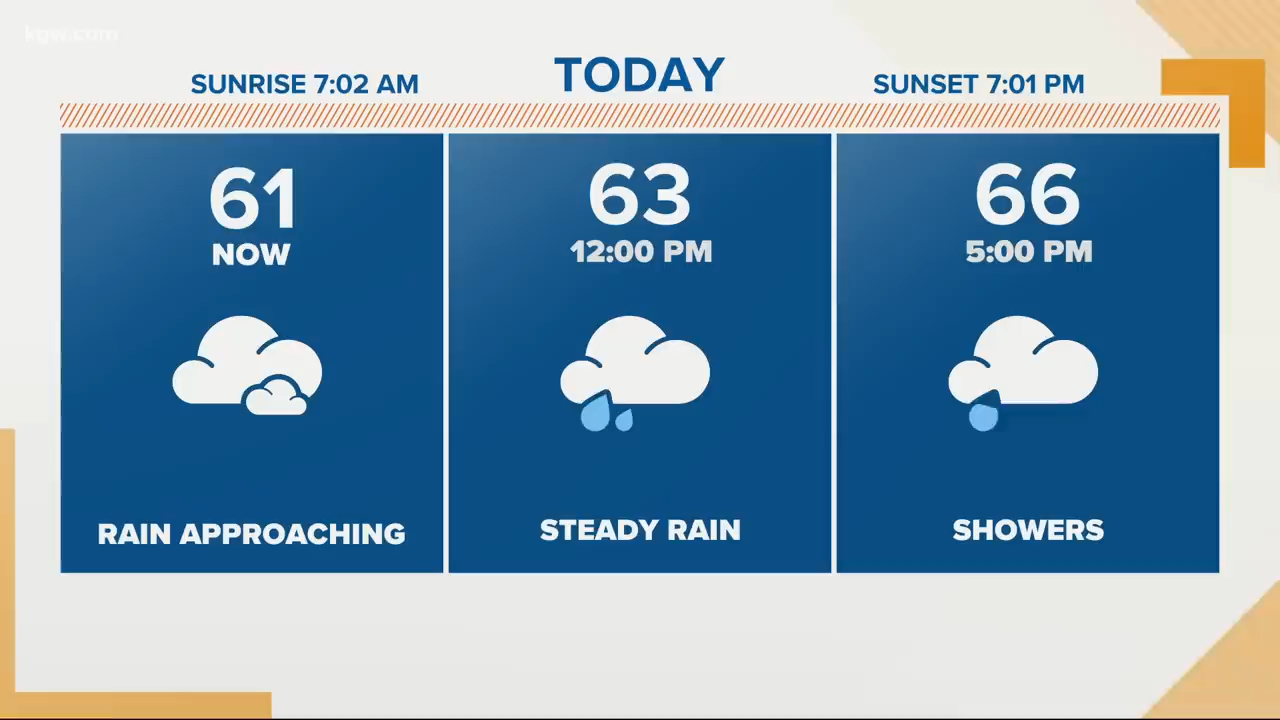 kgw.com
TODAY
SUNRISE 7:02 AM
SUNSET 7:01 PM
61
NOW
RAIN APPROACHING
63
12:00 PM
STEADY RAIN
66
5:00 PM
SHOWERS